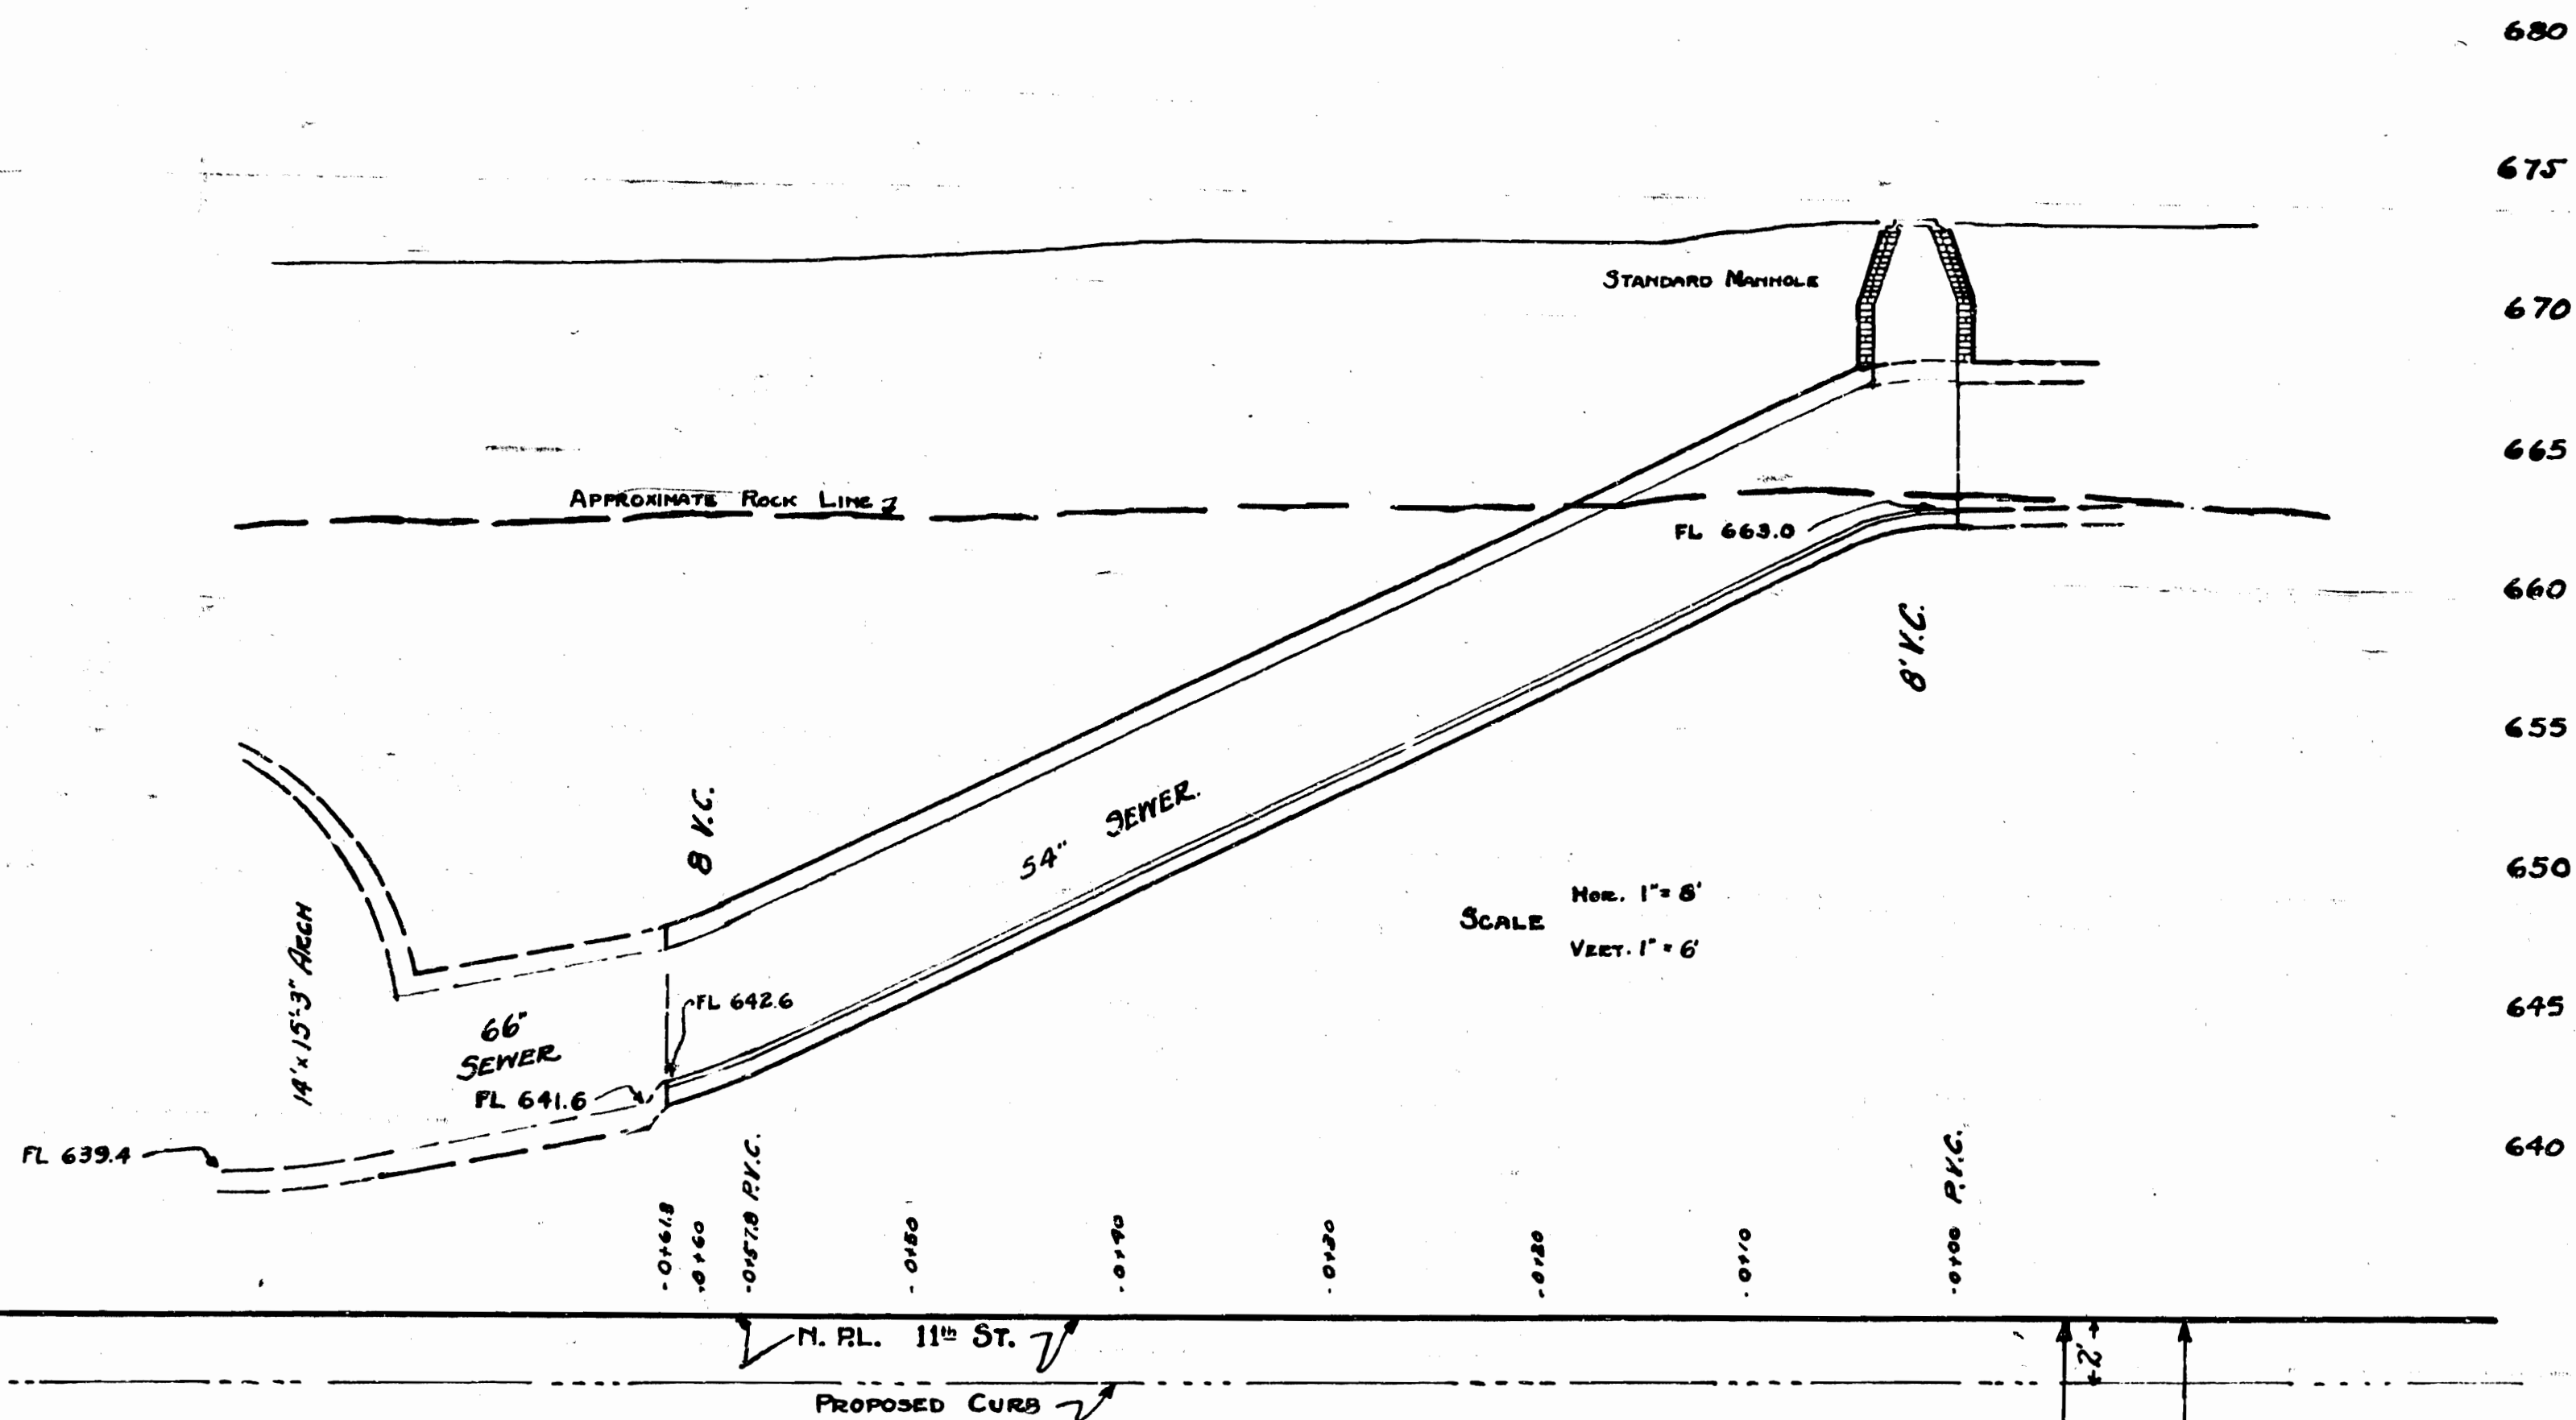 680
675
STANDARD MANHOLE
670
665
APPROXIMATE ROCK LINE
FL 663.0
660
8' V.C.
655
8 V.C.
54" SEWER.
650
HOR. 1" = 8'
SCALE
VERT. 1" = 6'
14' x 15'-3" ARCH
FL 642.6
645
66"
SEWER
FL 641.6
FL 639.4
640
-0+61.8
-0+60
-0+57.8 P.V.C.
-0+50
-0+40
-0+30
-0+20
-0+10
-0+00 P.V.C.
N. P.L. 11th ST.
2'
PROPOSED CURB